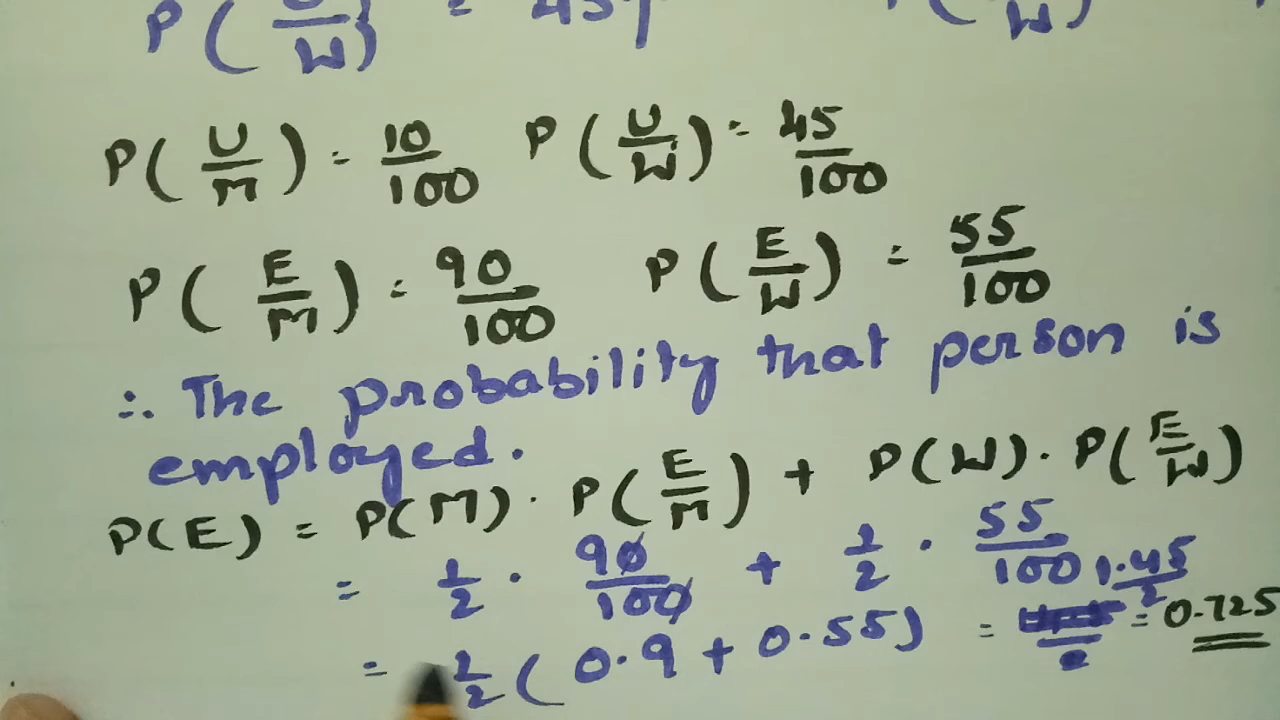 P(U/W) = 45/ P(U/W)
P(U/M) = 10/100 P(U/W) = 45/100
P(E/M) = 90/100 P(E/W) = 55/100
∴ The probability that person is
employed.
P(E) = P(M) · P(E/M) + P(W) · P(E/W)
= 1/2 · 90/100 + 1/2 · 55/100
= 1/2 (0.9 + 0.55) = 1.45/2 = 0.725